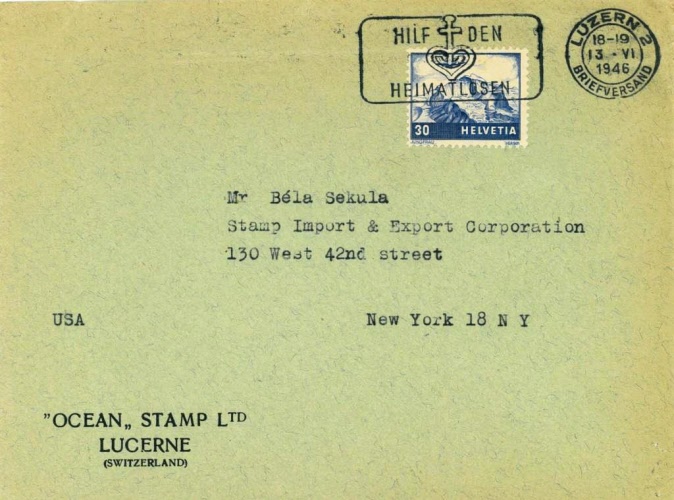 HILF DEN
HEIMATLOSEN
LUZERN 2
18-19
13 · VI
1946
BRIEFVERSAND
30 HELVETIA
Mr Béla Sekula
Stamp Import & Export Corporation
130 West 42nd street
USA New York 18 N Y
"OCEAN„ STAMP LTD
LUCERNE
(SWITZERLAND)